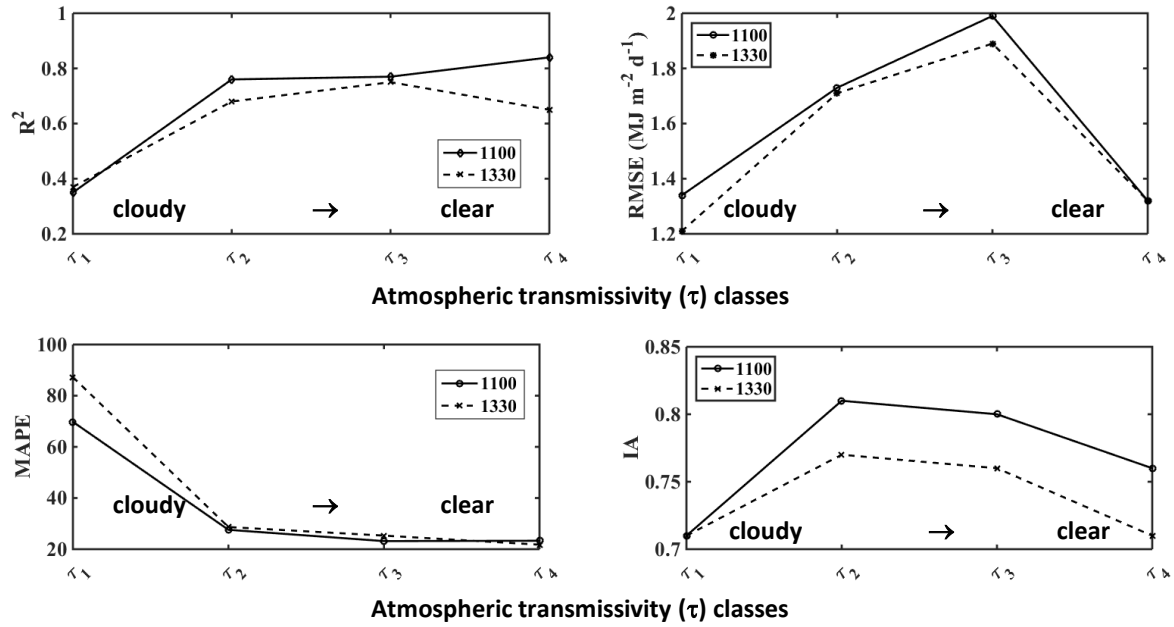 R²
1
0.8
0.6
0.4
0.2
1100
1330
cloudy → clear
τ₁ τ₂ τ₃ τ₄
RMSE (MJ m⁻² d⁻¹)
2
1.8
1.6
1.4
1.2
1100
1330
cloudy → clear
τ₁ τ₂ τ₃ τ₄
Atmospheric transmissivity (τ) classes
MAPE
100
80
60
40
20
1100
1330
cloudy → clear
τ₁ τ₂ τ₃ τ₄
IA
0.85
0.8
0.75
0.7
1100
1330
cloudy → clear
τ₁ τ₂ τ₃ τ₄
Atmospheric transmissivity (τ) classes